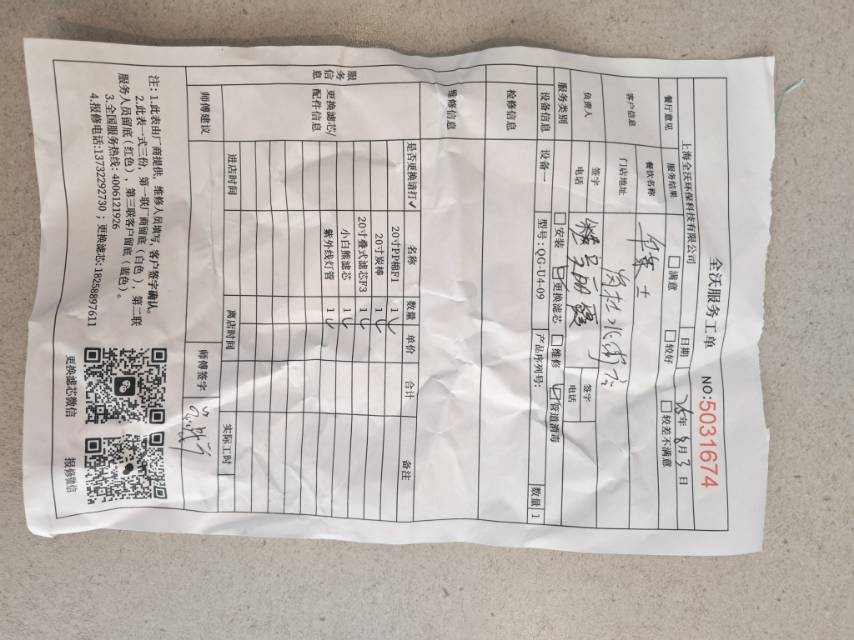 全沃服务工单
NO:5031674
上海全沃环保科技有限公司 日期 25年 8月 3日
餐厅意见 服务结果 □满意 □较好 □较差不满意
客户信息 餐饮名称 华莱士
门店地址
负责人 签字 签字
电话 电话
服务类别 □安装 ☑更换滤芯 □维修 ☑管道消毒
设备信息 设备一 型号:QG-U4-09 产品序列号: 数量 1
检修信息
维修信息
服务信息
更换滤芯/配件信息
是否更换请打✓ 名称 数量 单价 合计 备注
20寸PP棉F1 1 ✓
20寸炭棒 1 ✓
20寸叠式滤芯F3 1 ✓
小白熊滤芯 1 ✓
紫外线灯管 1 ✓
师傅建议 进店时间 离店时间 实际工时
师傅签字
注:1.此表由厂商提供,维修人员填写,客户签字确认。
2.此表一式三份,第一联厂商留底(白色),第二联
服务人员留底(红色),第三联客户留底(蓝色)。
3.全国服务热线:4006121926
4.报修电话:13732292730;更换滤芯:18258897611
更换滤芯微信 报修微信